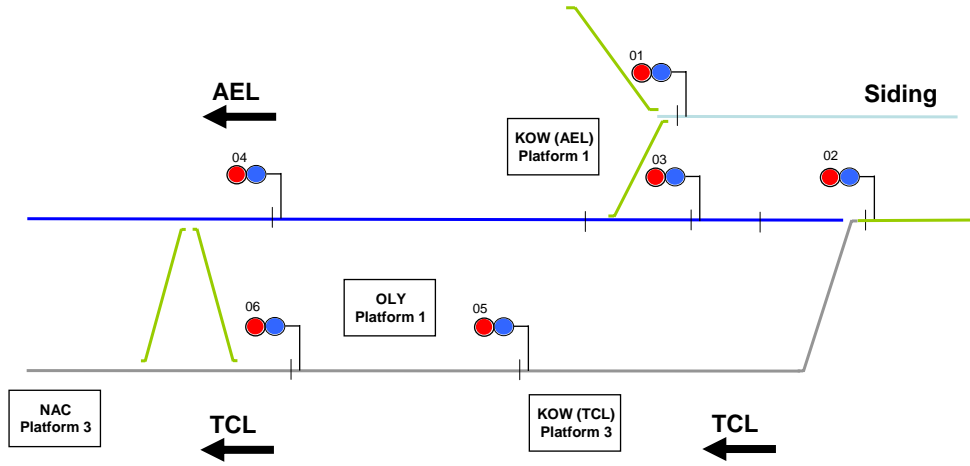 01
AEL
Siding
KOW (AEL)
Platform 1
04
03
02
OLY
Platform 1
06
05
NAC
Platform 3
TCL
KOW (TCL)
Platform 3
TCL